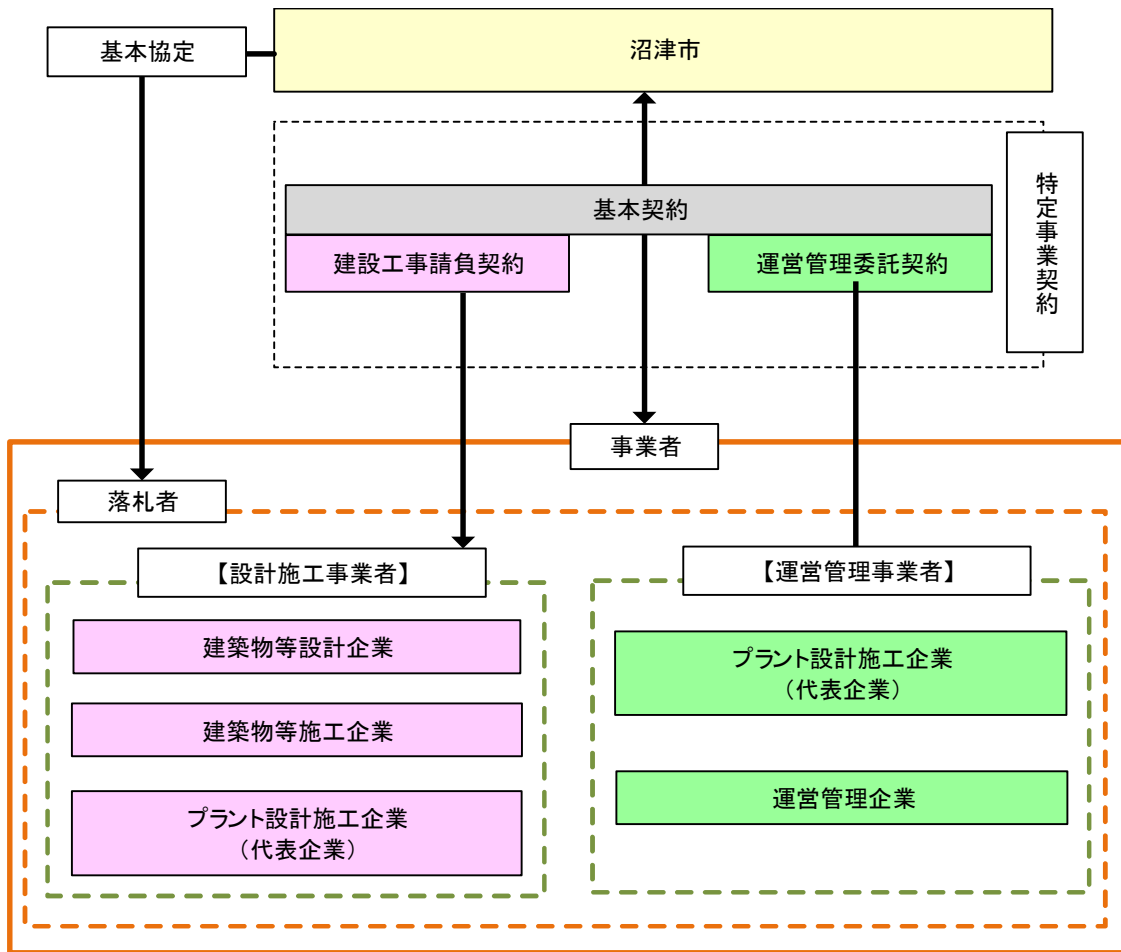 基本協定
沼津市
特定事業契約
基本契約
建設工事請負契約
運営管理委託契約
事業者
落札者
【設計施工事業者】
【運営管理事業者】
建築物等設計企業
建築物等施工企業
プラント設計施工企業
（代表企業）
プラント設計施工企業
（代表企業）
運営管理企業